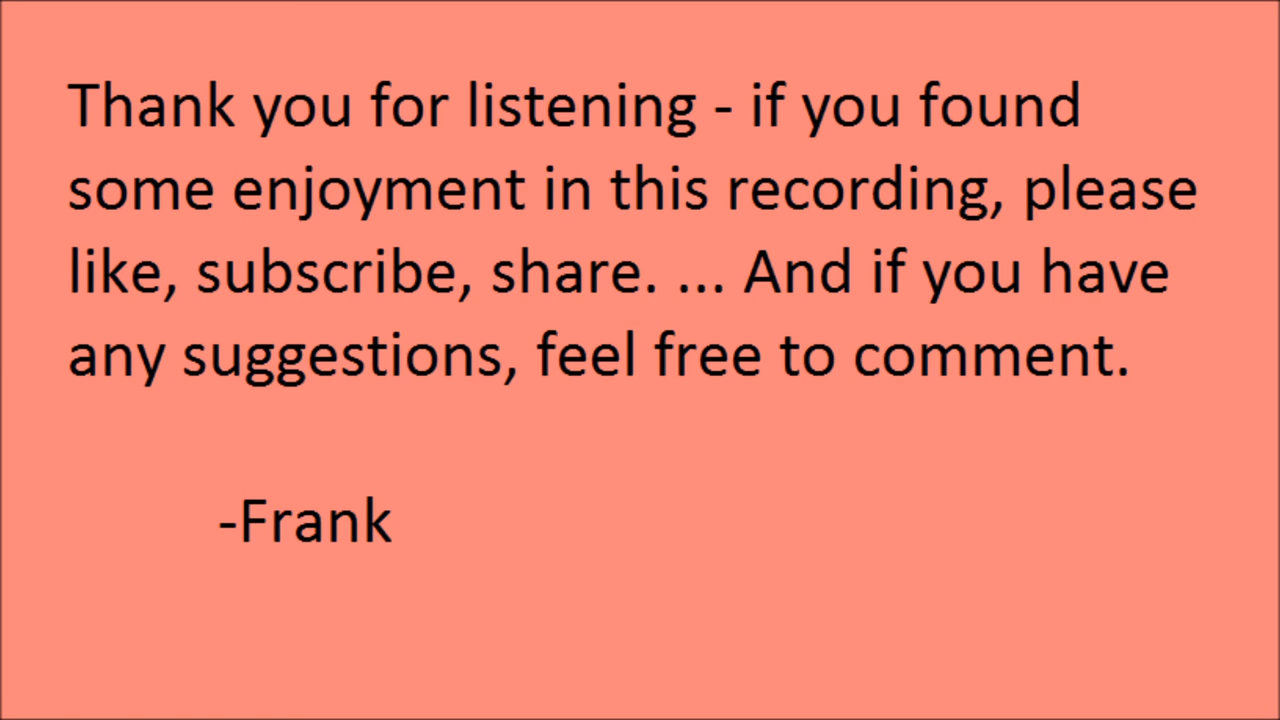 Thank you for listening - if you found
some enjoyment in this recording, please
like, subscribe, share. ... And if you have
any suggestions, feel free to comment.
-Frank